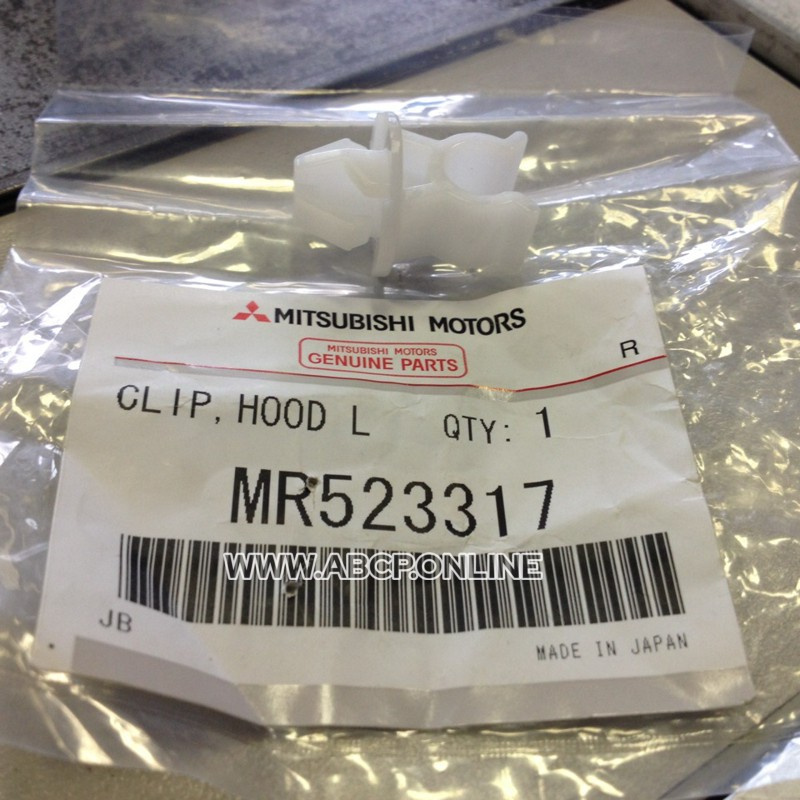 MITSUBISHI MOTORS
MITSUBISHI MOTORS
GENUINE PARTS
R
CLIP, HOOD L QTY: 1
MR523317
WWW.ABCP.ONLINE
JB
MADE IN JAPAN